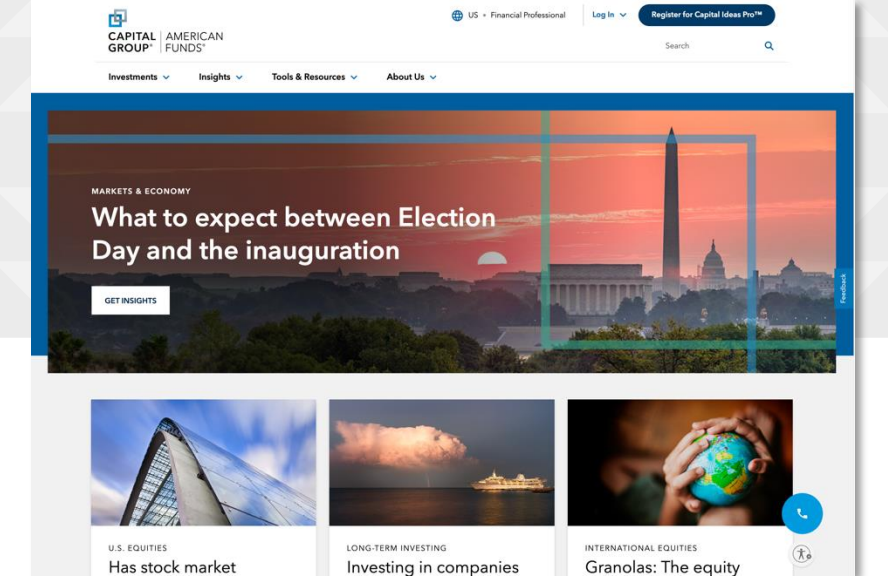 US • Financial Professional
Log In
Register for Capital Ideas Pro™
CAPITAL GROUP® | AMERICAN FUNDS®
Search
Investments
Insights
Tools & Resources
About Us
MARKETS & ECONOMY
What to expect between Election
Day and the inauguration
GET INSIGHTS
Feedback
U.S. EQUITIES
Has stock market
LONG-TERM INVESTING
Investing in companies
INTERNATIONAL EQUITIES
Granolas: The equity